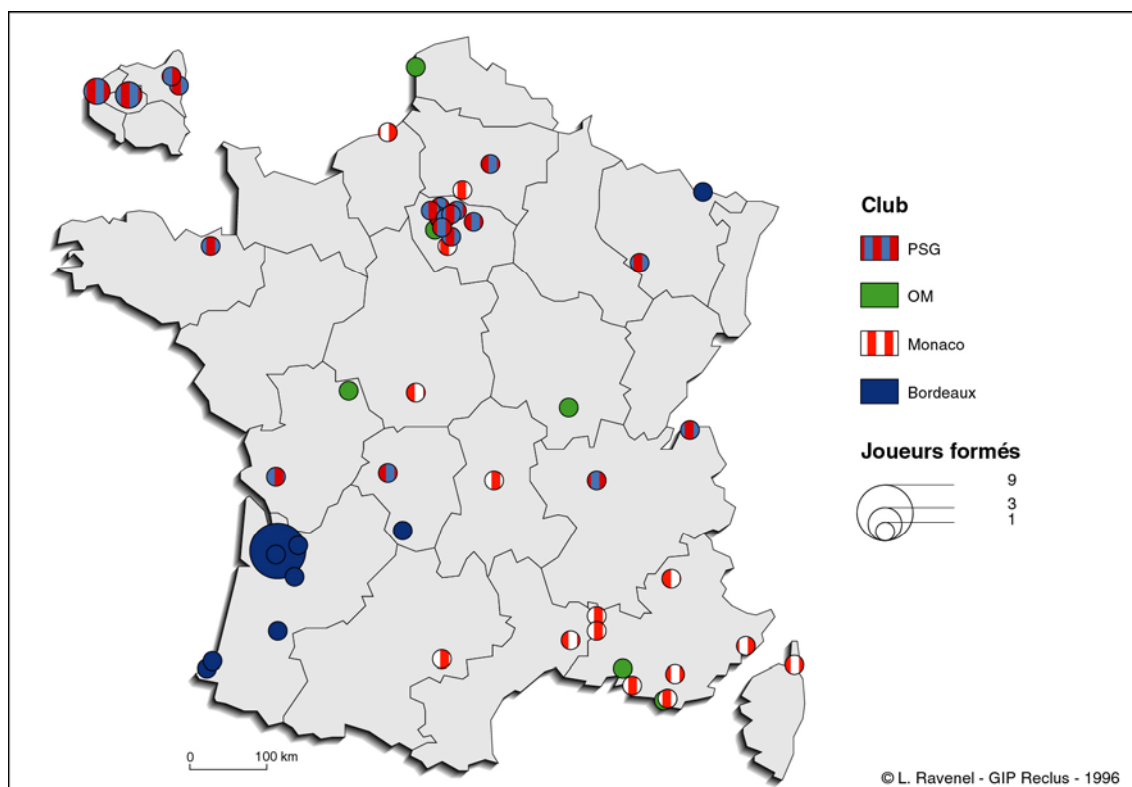 Club
PSG
OM
Monaco
Bordeaux
Joueurs formés
9
3
1
0 100 km
© L. Ravenel - GIP Reclus - 1996